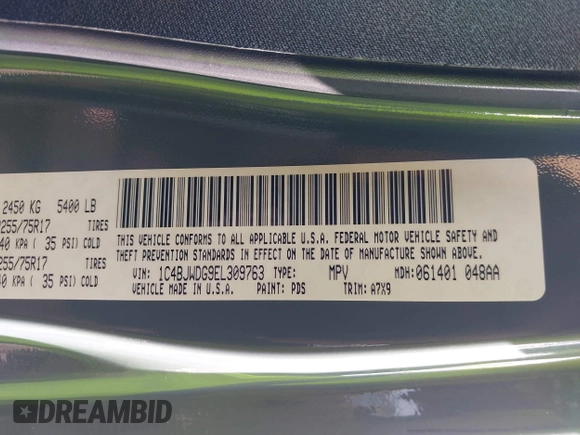 2450 KG 5400 LB
255/75R17 TIRES
40 KPA ( 35 PSI) COLD
255/75R17 TIRES
40 KPA ( 35 PSI) COLD
THIS VEHICLE CONFORMS TO ALL APPLICABLE U.S.A. FEDERAL MOTOR VEHICLE SAFETY AND
THEFT PREVENTION STANDARDS IN EFFECT ON THE DATE OF MANUFACTURE SHOWN ABOVE.
VIN: 1C4BJWDG9EL309763 TYPE: MPV MDH: 061401 048AA
VEHICLE MADE IN U.S.A. PAINT: PDS TRIM: A7X9
DREAMBID